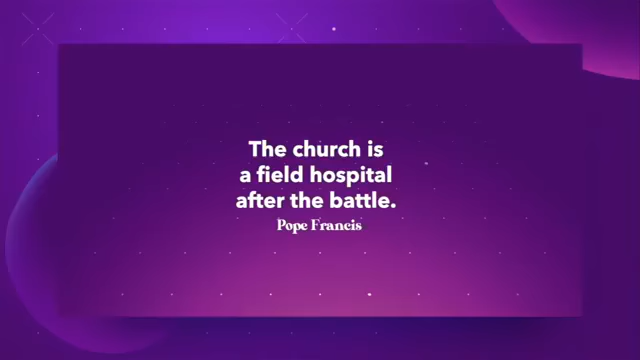 The church is
a field hospital
after the battle.
Pope Francis